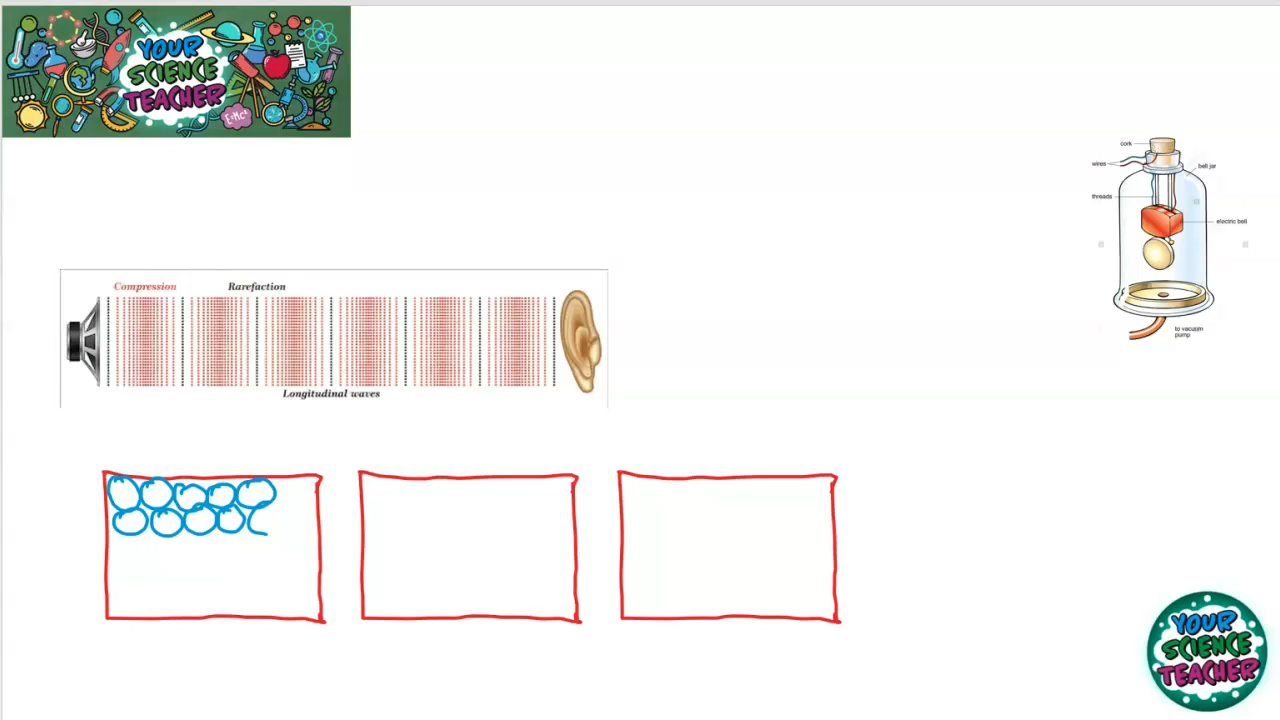 YOUR
SCIENCE
TEACHER
E=MC²
cork
wires
bell jar
threads
electric bell
to vacuum
pump
Compression Rarefaction
Longitudinal waves
YOUR
SCIENCE
TEACHER